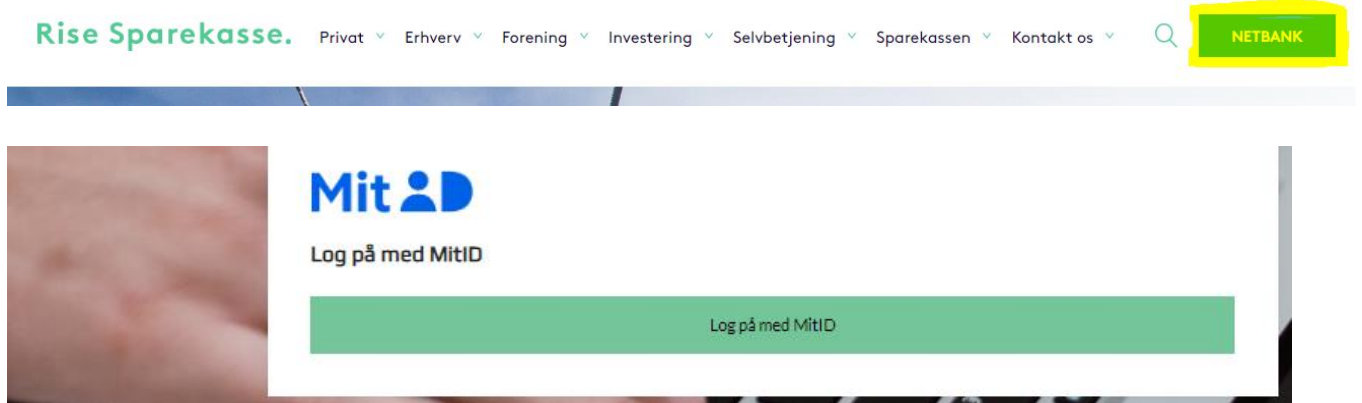 Rise Sparekasse. Privat Erhverv Forening Investering Selvbetjening Sparekassen Kontakt os NETBANK
Mit ID
Log på med MitID
Log på med MitID